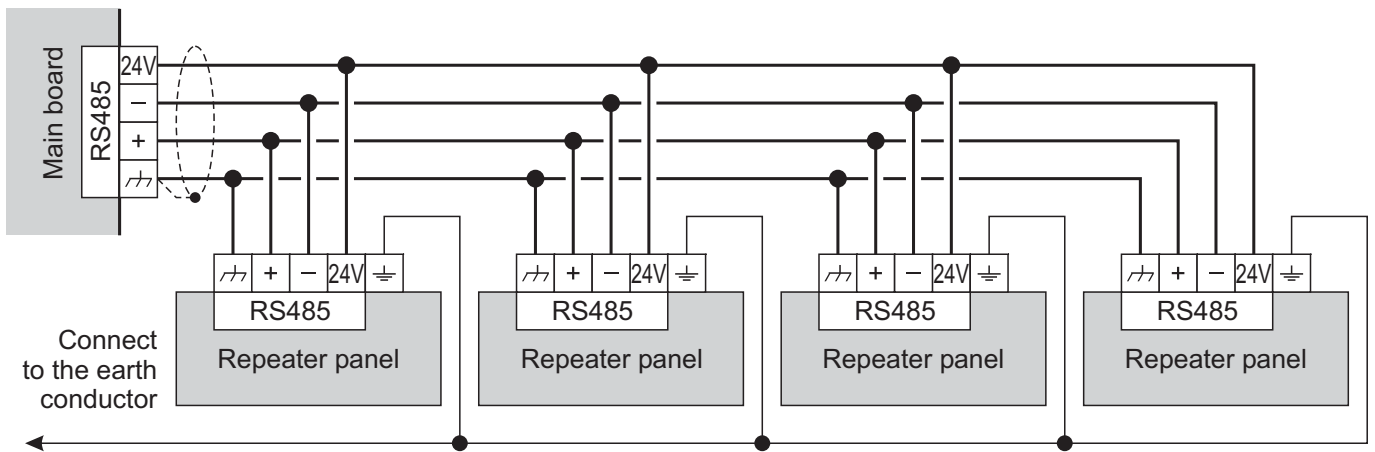 Main board
RS485
24V
−
+
+ − 24V
+ − 24V
+ − 24V
+ − 24V
RS485
RS485
RS485
RS485
Repeater panel
Repeater panel
Repeater panel
Repeater panel
Connect
to the earth
conductor